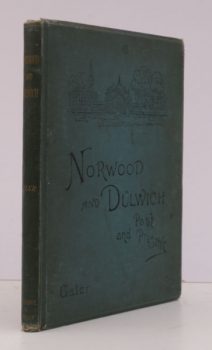 NORWOOD
AND DULWICH
Past
and Present
Galer